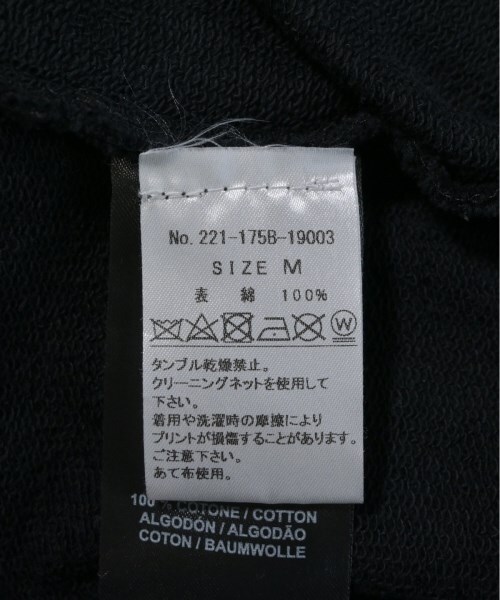 No. 221-175B-19003
SIZE M
表 綿 100%
W
タンブル乾燥禁止。
クリーニングネットを使用して
下さい。
着用や洗濯時の摩擦により
プリントが損傷することがあります。
ご注意下さい。
あて布使用。
100% COTONE / COTTON
ALGODÓN / ALGODÃO
COTON / BAUMWOLLE